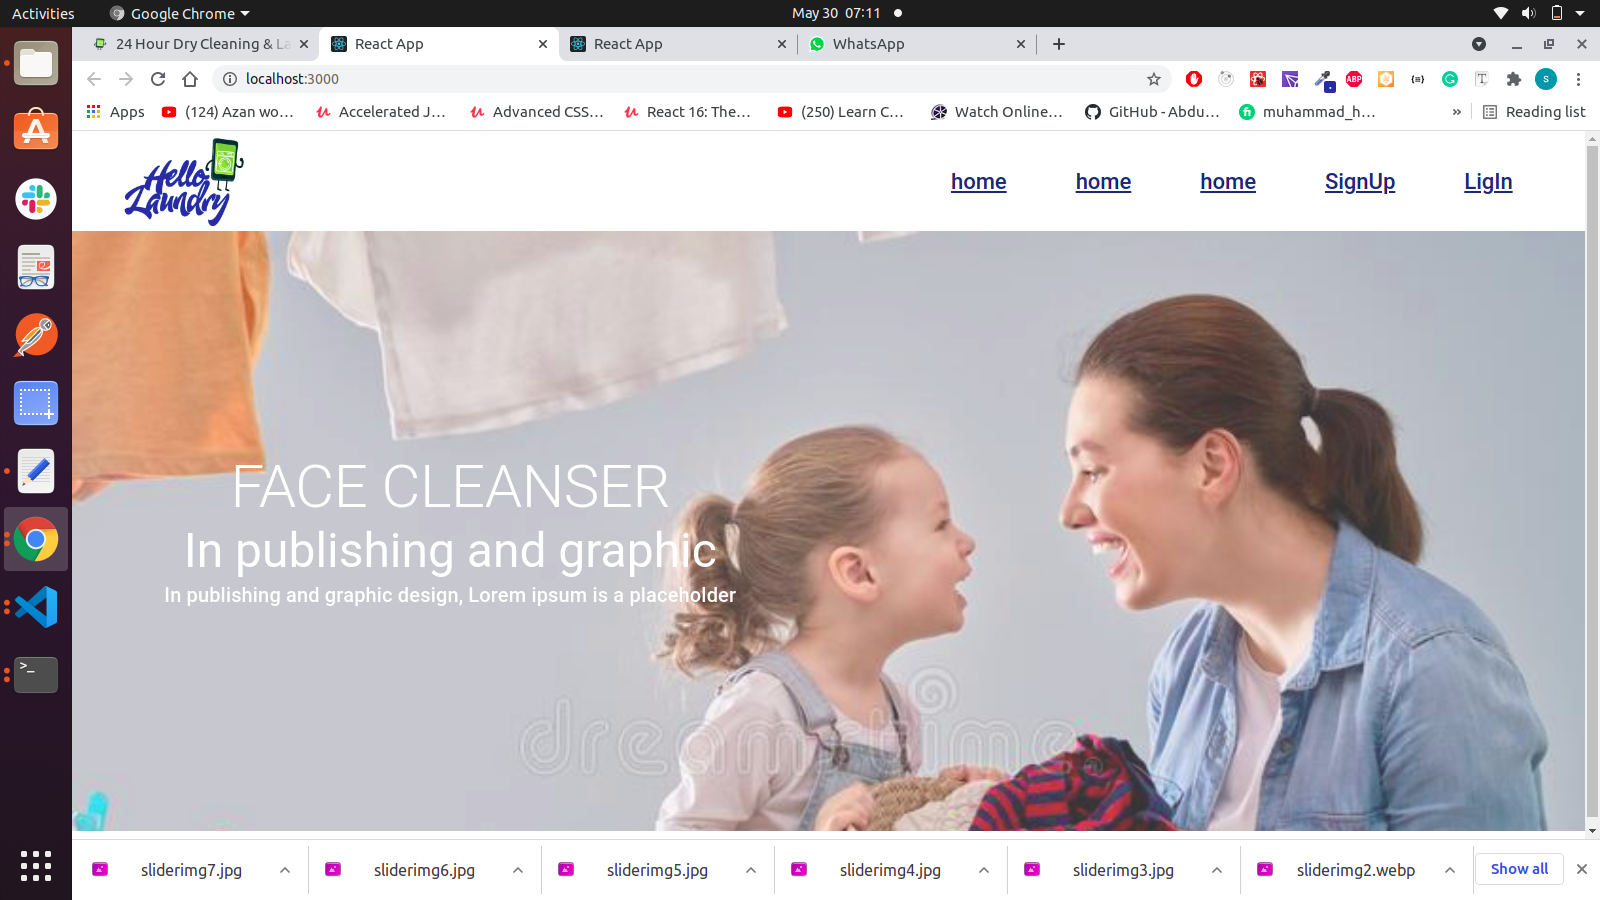 Activities
Google Chrome
May 30 07:11
24 Hour Dry Cleaning & La
React App
React App
WhatsApp
localhost:3000
ABP
S
Apps
(124) Azan wo...
Accelerated J...
Advanced CSS...
React 16: The...
(250) Learn C...
Watch Online...
GitHub - Abdu...
muhammad_h...
»
Reading list
Hello
Laundry
home
home
home
SignUp
LigIn
FACE CLEANSER
In publishing and graphic
In publishing and graphic design, Lorem ipsum is a placeholder
dreamstime
sliderimg7.jpg
sliderimg6.jpg
sliderimg5.jpg
sliderimg4.jpg
sliderimg3.jpg
sliderimg2.webp
Show all